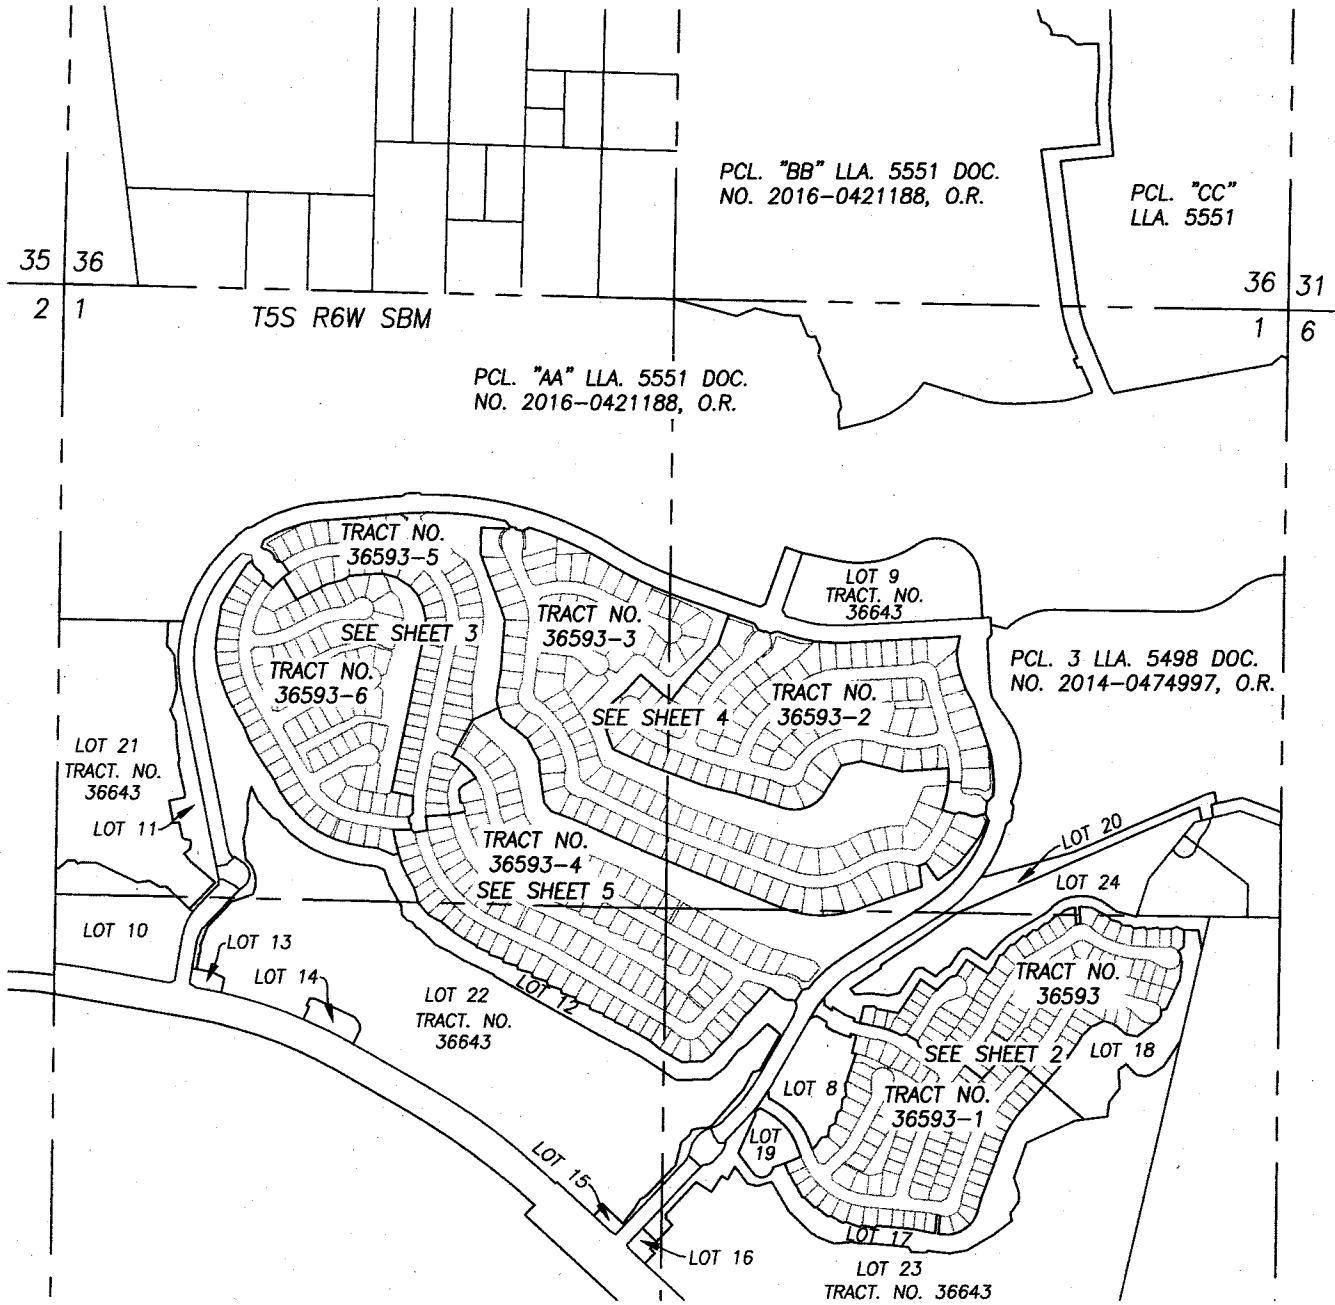 PCL. "BB" LLA. 5551 DOC.
NO. 2016-0421188, O.R.
PCL. "CC"
LLA. 5551
35 36
2 1
T5S R6W SBM
36 31
1 6
PCL. "AA" LLA. 5551 DOC.
NO. 2016-0421188, O.R.
TRACT NO.
36593-5
LOT 9
TRACT. NO.
36643
TRACT NO.
36593-3
SEE SHEET 3
TRACT NO.
36593-6
PCL. 3 LLA. 5498 DOC.
NO. 2014-0474997, O.R.
TRACT NO.
36593-2
SEE SHEET 4
LOT 21
TRACT. NO.
36643
LOT 11
LOT 20
TRACT NO.
36593-4
SEE SHEET 5
LOT 24
LOT 10
LOT 13
LOT 14
LOT 22
TRACT. NO.
36643
LOT 12
TRACT NO.
36593
SEE SHEET 2
LOT 18
LOT 8
TRACT NO.
36593-1
LOT
19
LOT 15
LOT 16
LOT 17
LOT 23
TRACT. NO. 36643